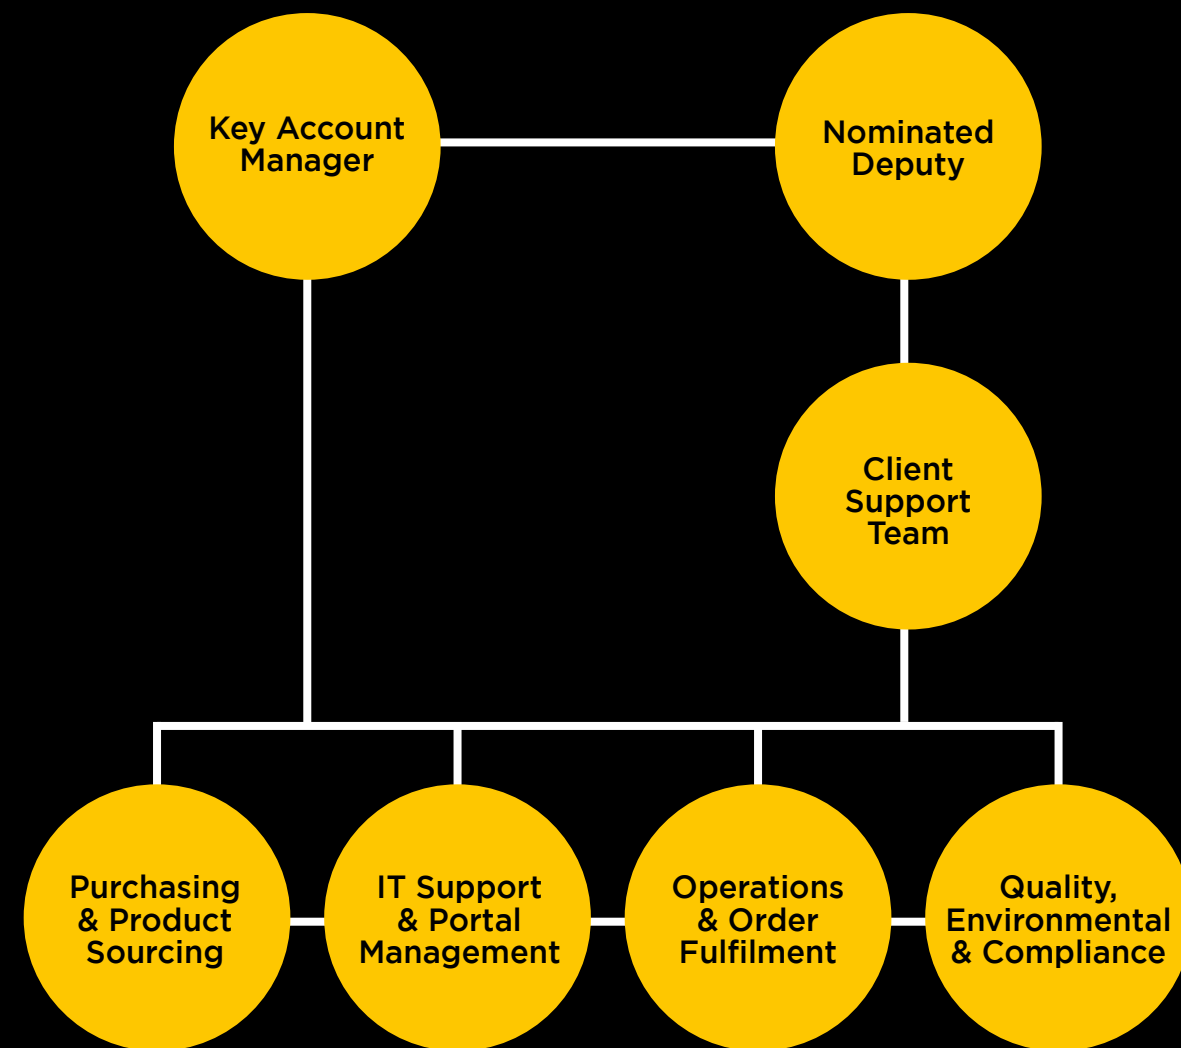 Key Account
Manager
Nominated
Deputy
Client
Support
Team
Purchasing
& Product
Sourcing
IT Support
& Portal
Management
Operations
& Order
Fulfilment
Quality,
Environmental
& Compliance